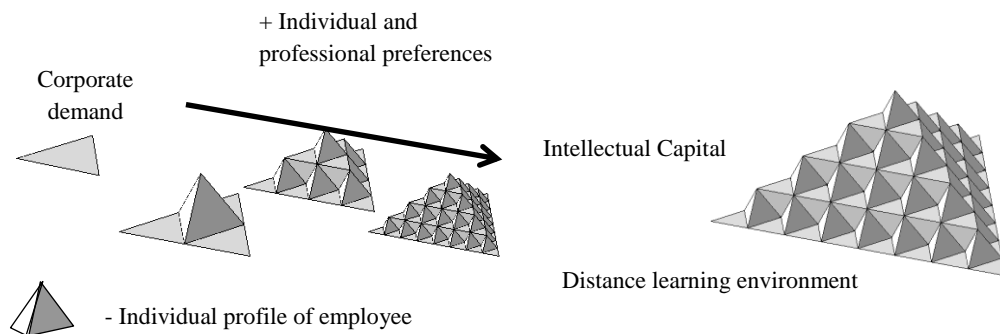 + Individual and
professional preferences
Corporate
demand
Intellectual Capital
Distance learning environment
- Individual profile of employee